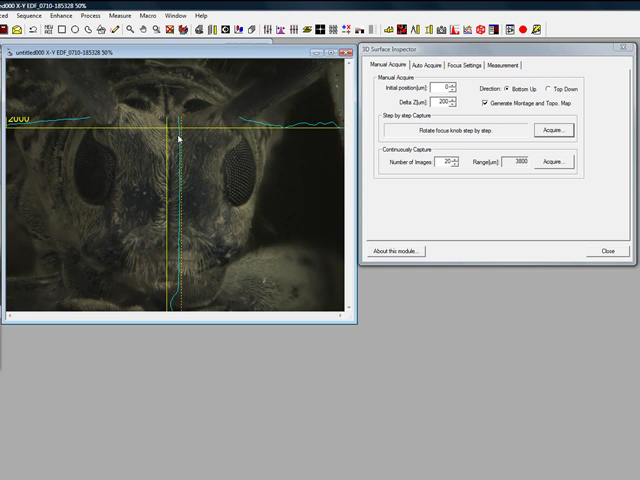 led000 X-Y EDF_0710-185328 50%
ced Sequence Enhance Process Measure Macro Window Help
untitled000 X-Y EDF_0710-185328 50%
2000
3D Surface Inspector
Manual Acquire Auto Acquire Focus Settings Measurement
Manual Acquire
Initial position[um]: 0 Direction: Bottom Up Top Down
Delta Z[um]: 200 Generate Montage and Topo. Map
Step by step Capture
Rotate focus knob step by step. Acquire...
Continuously Capture
Number of Images: 20 Range[um]: 3800 Acquire...
About this module... Close